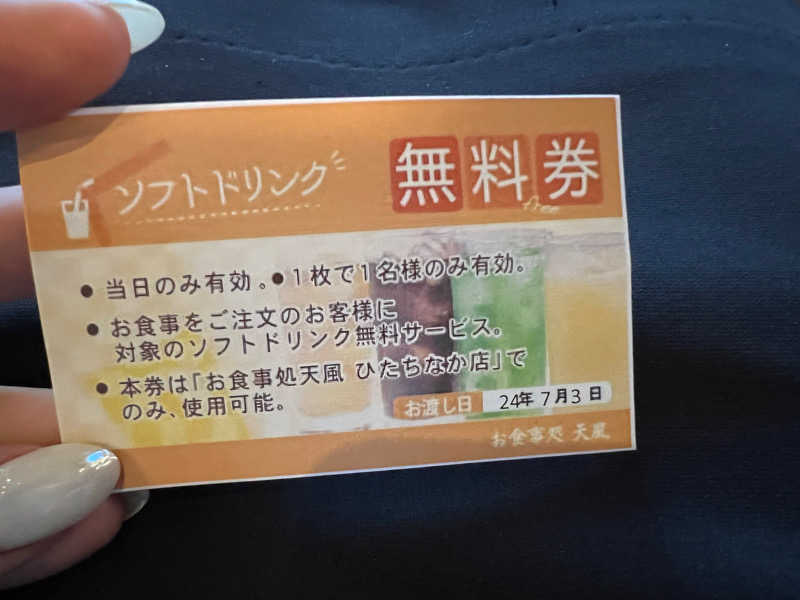 ソフトドリンク 無料券
free
● 当日のみ有効。● 1枚で1名様のみ有効。
● お食事をご注文のお客様に
対象のソフトドリンク無料サービス。
● 本券は「お食事処天風 ひたちなか店」で
のみ、使用可能。
お渡し日 24年 7月3日
お食事処 天風